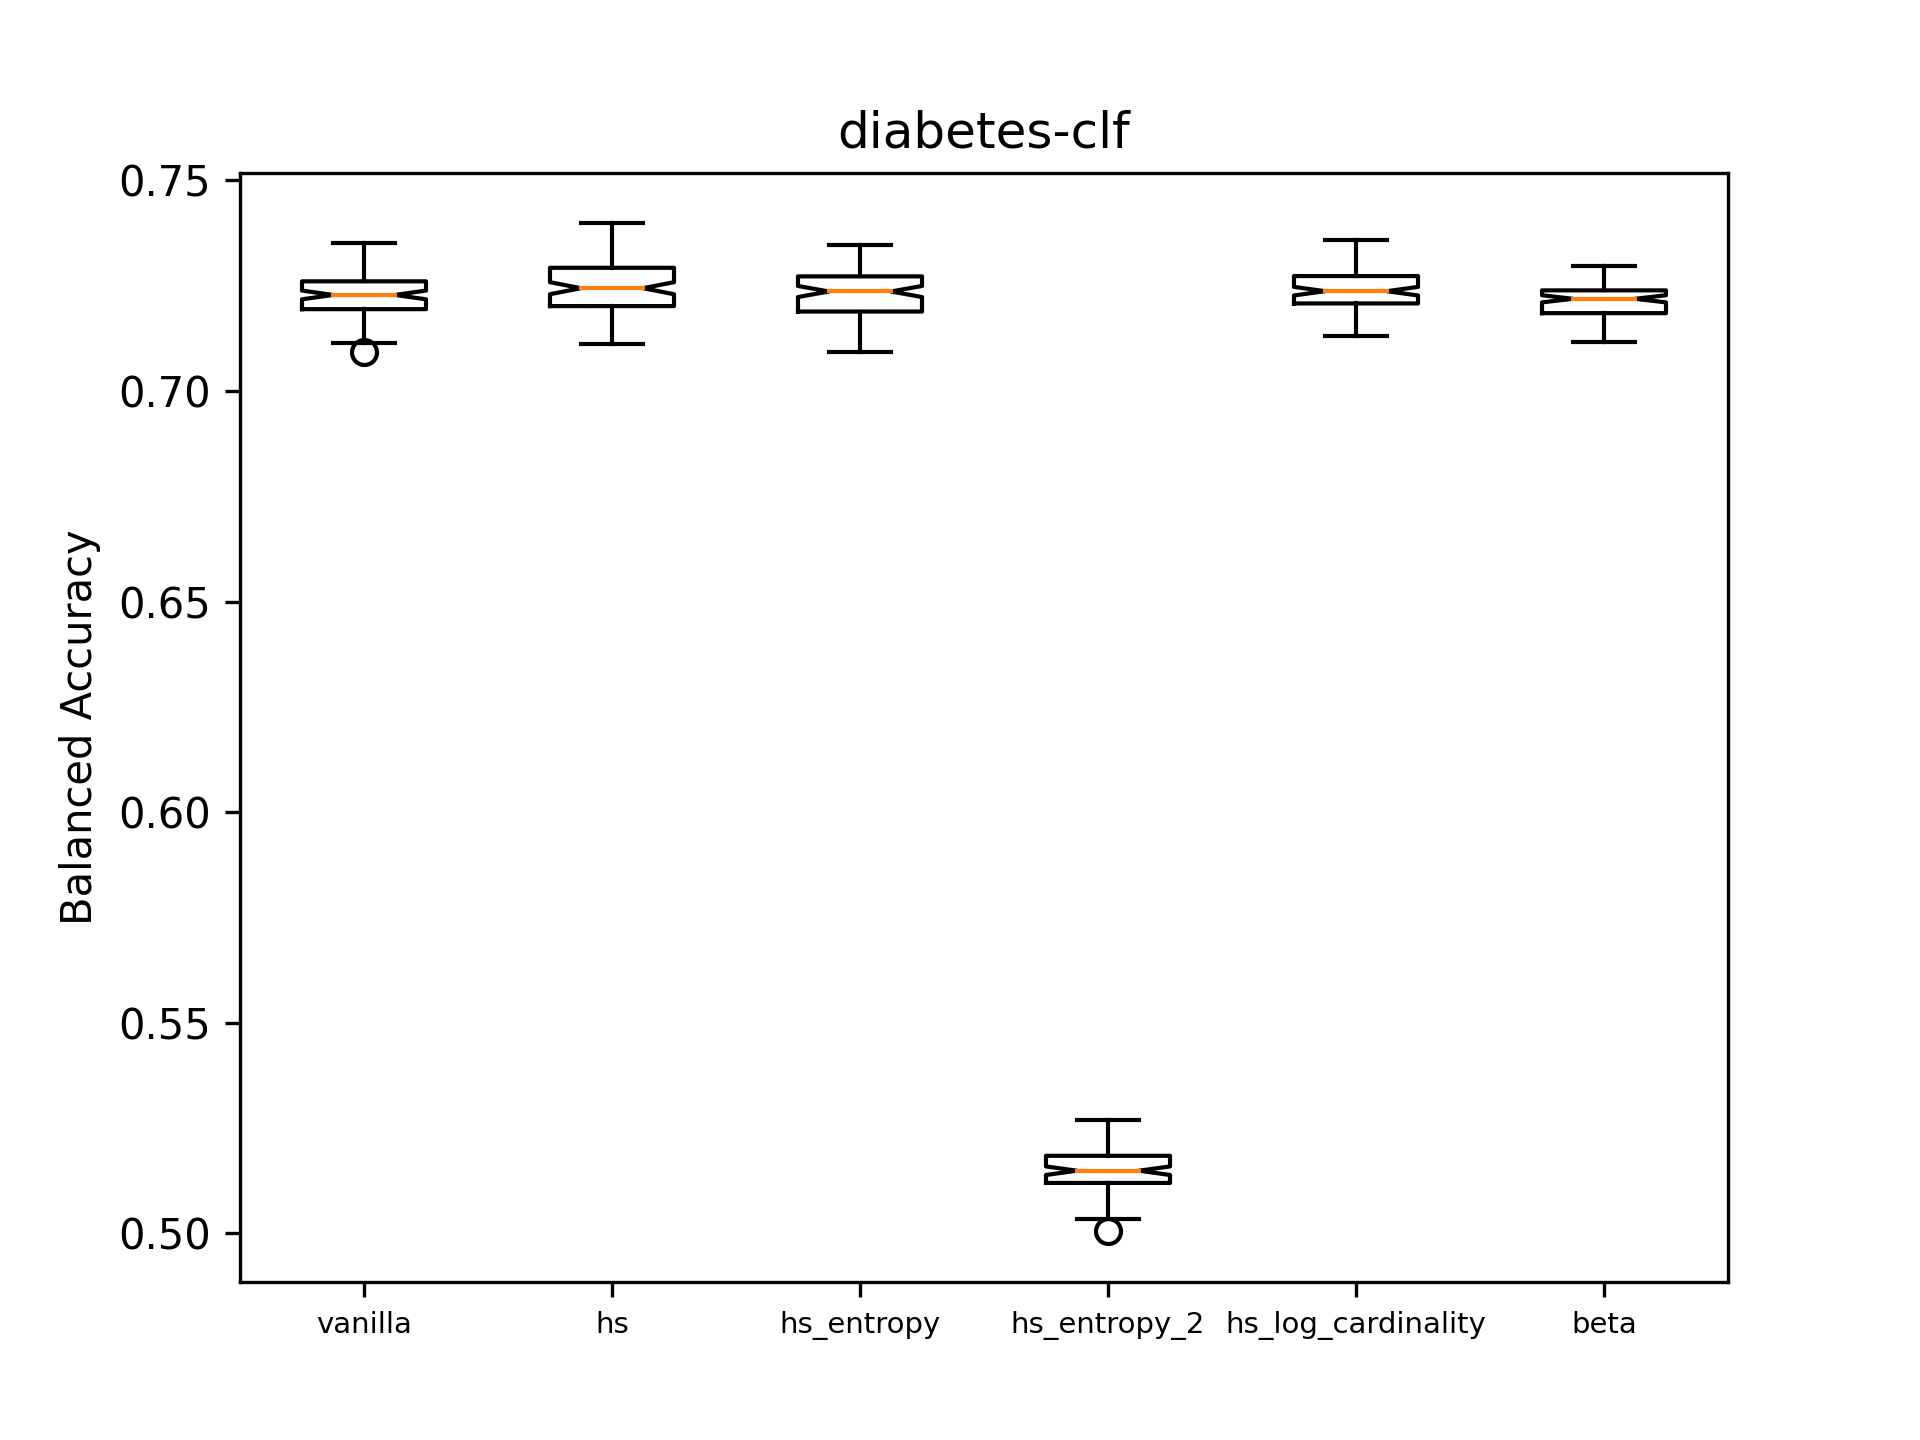 diabetes-clf
0.75
0.70
0.65
0.60
0.55
0.50
Balanced Accuracy
vanilla
hs
hs_entropy
hs_entropy_2
hs_log_cardinality
beta